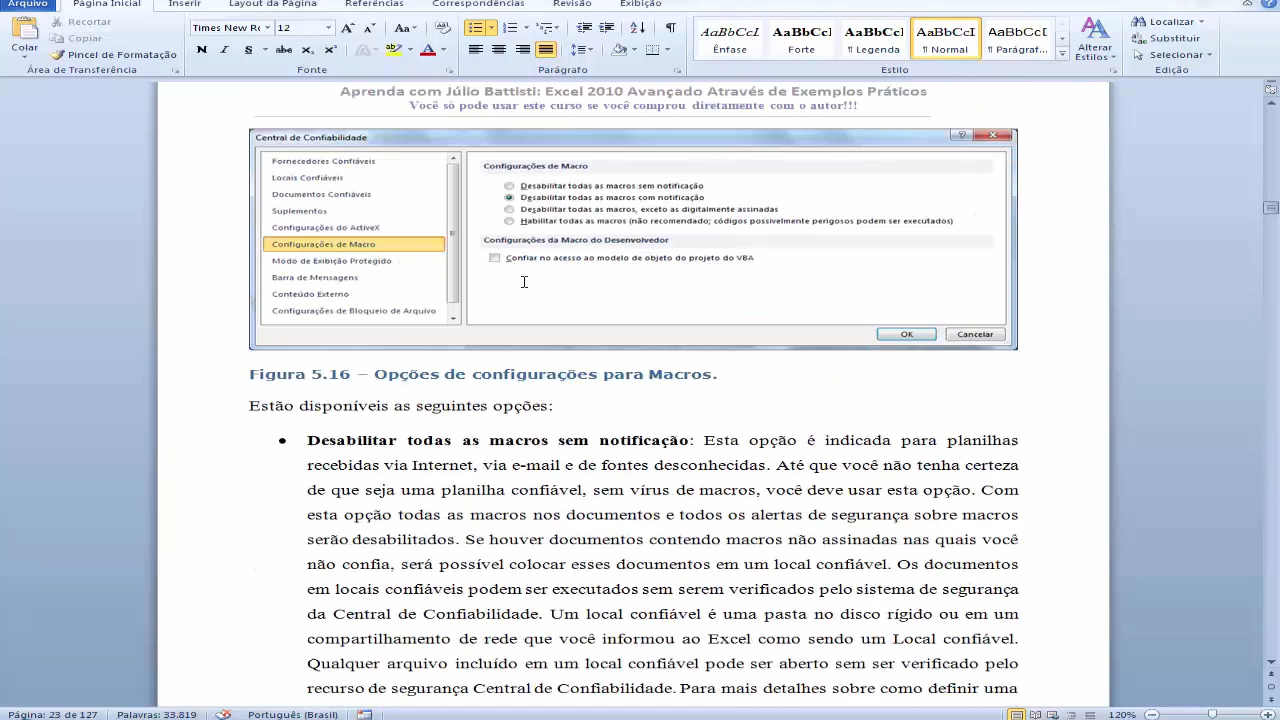 Arquivo Página Inicial Inserir Layout da Página Referências Correspondências Revisão Exibição
Colar
Recortar
Copiar
Pincel de Formatação
Área de Transferência
Times New Ro 12
N I S abc x₂ x²
Fonte
Parágrafo
AaBbCcI Ênfase
AaBbCcI Forte
AaBbCcI ¶ Legenda
AaBbCcI ¶ Normal
AaBbCcI ¶ Parágraf...
Alterar Estilos
Estilo
Localizar
Substituir
Selecionar
Edição
Aprenda com Júlio Battisti: Excel 2010 Avançado Através de Exemplos Práticos
Você só pode usar este curso se você comprou diretamente com o autor!!!
Central de Confiabilidade
Fornecedores Confiáveis
Locais Confiáveis
Documentos Confiáveis
Suplementos
Configurações do ActiveX
Configurações de Macro
Modo de Exibição Protegido
Barra de Mensagens
Conteúdo Externo
Configurações de Bloqueio de Arquivo
Configurações de Macro
Desabilitar todas as macros sem notificação
Desabilitar todas as macros com notificação
Desabilitar todas as macros, exceto as digitalmente assinadas
Habilitar todas as macros (não recomendado; códigos possivelmente perigosos podem ser executados)
Configurações da Macro do Desenvolvedor
Confiar no acesso ao modelo de objeto do projeto do VBA
OK Cancelar
Figura 5.16 – Opções de configurações para Macros.
Estão disponíveis as seguintes opções:
• Desabilitar todas as macros sem notificação: Esta opção é indicada para planilhas
recebidas via Internet, via e-mail e de fontes desconhecidas. Até que você não tenha certeza
de que seja uma planilha confiável, sem vírus de macros, você deve usar esta opção. Com
esta opção todas as macros nos documentos e todos os alertas de segurança sobre macros
serão desabilitados. Se houver documentos contendo macros não assinadas nas quais você
não confia, será possível colocar esses documentos em um local confiável. Os documentos
em locais confiáveis podem ser executados sem serem verificados pelo sistema de segurança
da Central de Confiabilidade. Um local confiável é uma pasta no disco rígido ou em um
compartilhamento de rede que você informou ao Excel como sendo um Local confiável.
Qualquer arquivo incluído em um local confiável pode ser aberto sem ser verificado pelo
recurso de segurança Central de Confiabilidade. Para mais detalhes sobre como definir uma
Página: 23 de 127 Palavras: 33.819 Português (Brasil) 120%